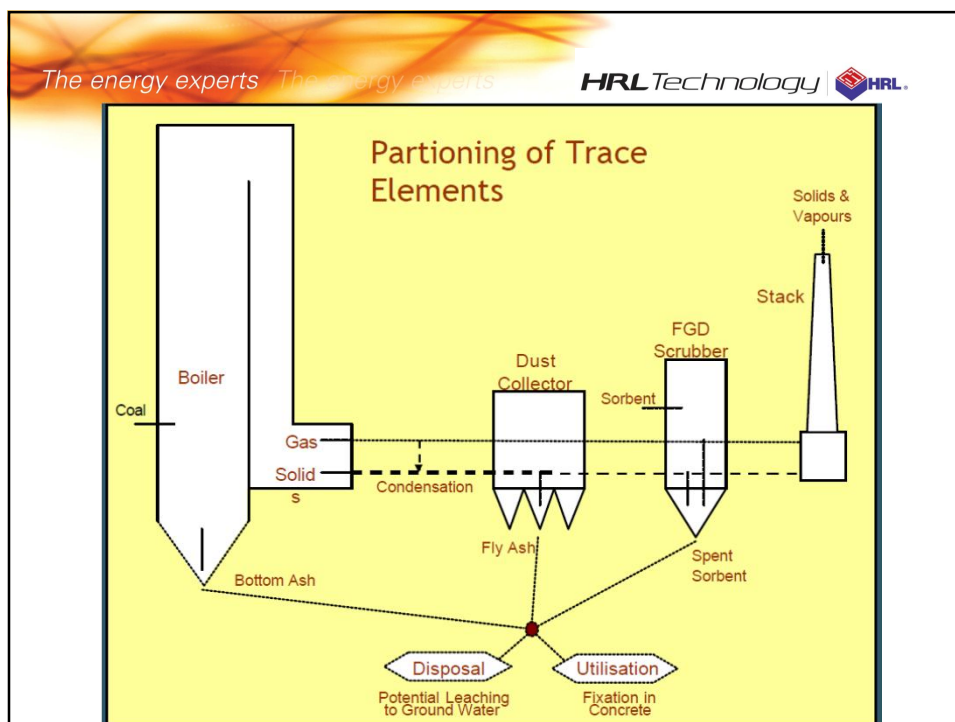 The energy experts The energy experts
HRL Technology HRL
Partioning of Trace
Elements
Solids &
Vapours
Stack
FGD
Scrubber
Dust
Collector
Boiler
Sorbent
Coal
Gas
Solid
s
Condensation
Fly Ash
Spent
Sorbent
Bottom Ash
Disposal
Utilisation
Potential Leaching
to Ground Water
Fixation in
Concrete